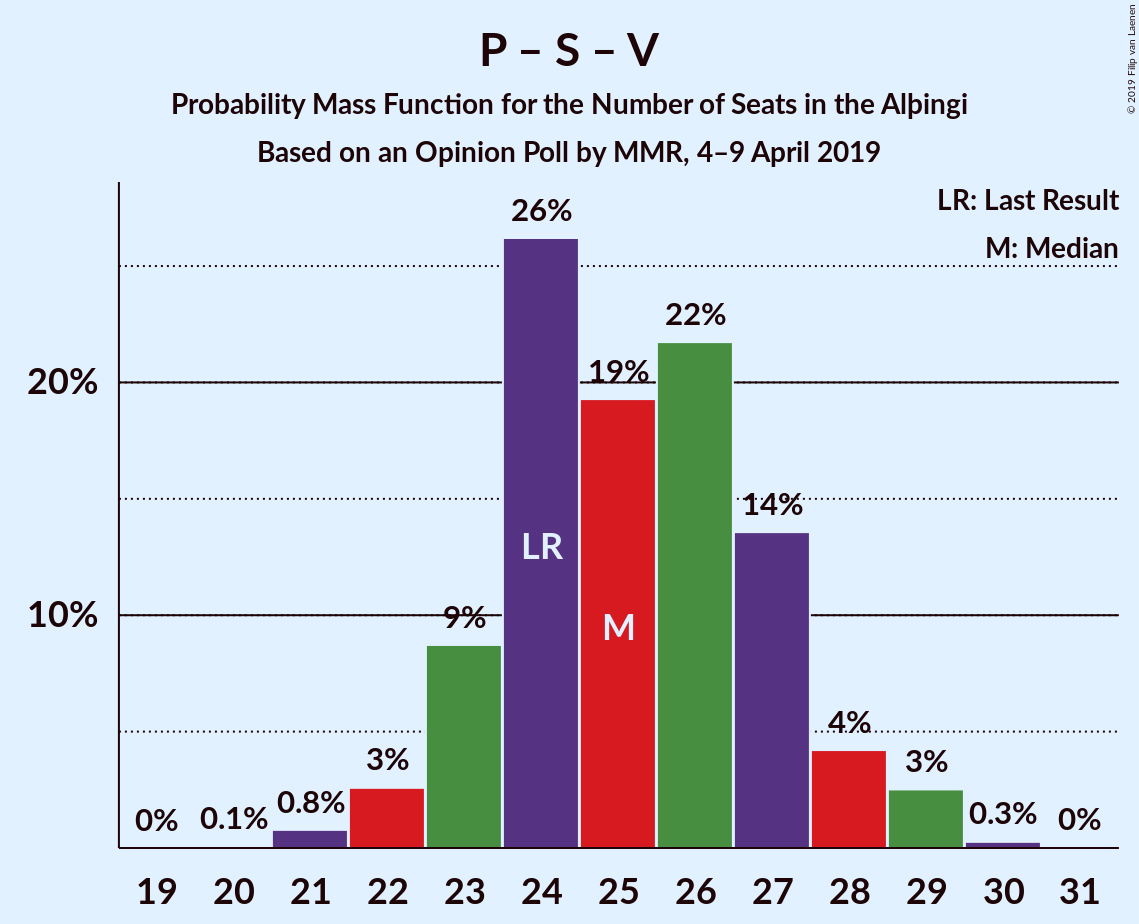 P – S – V
Probability Mass Function for the Number of Seats in the Alþingi
Based on an Opinion Poll by MMR, 4–9 April 2019
© 2019 Filip van Laenen
LR: Last Result
M: Median
26%
22%
20%
19%
14%
LR
10%
9%
M
4%
3%
3%
0%
0.1%
0.8%
0.3%
0%
19 20 21 22 23 24 25 26 27 28 29 30 31